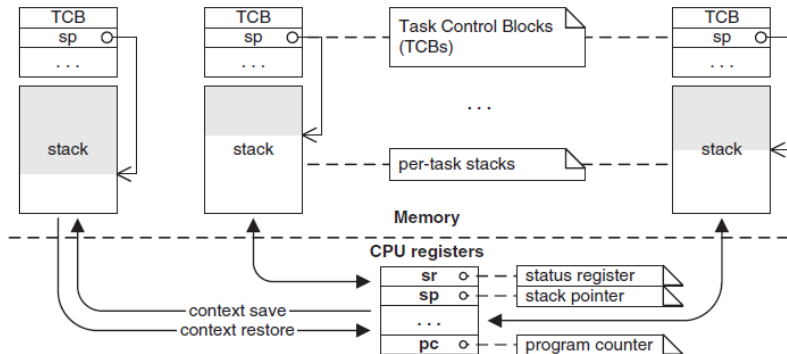 TCB
sp
. . .
stack
TCB
sp
. . .
stack
Task Control Blocks
(TCBs)
. . .
per-task stacks
TCB
sp
. . .
stack
Memory
CPU registers
sr
status register
sp
stack pointer
. . .
pc
program counter
context save
context restore